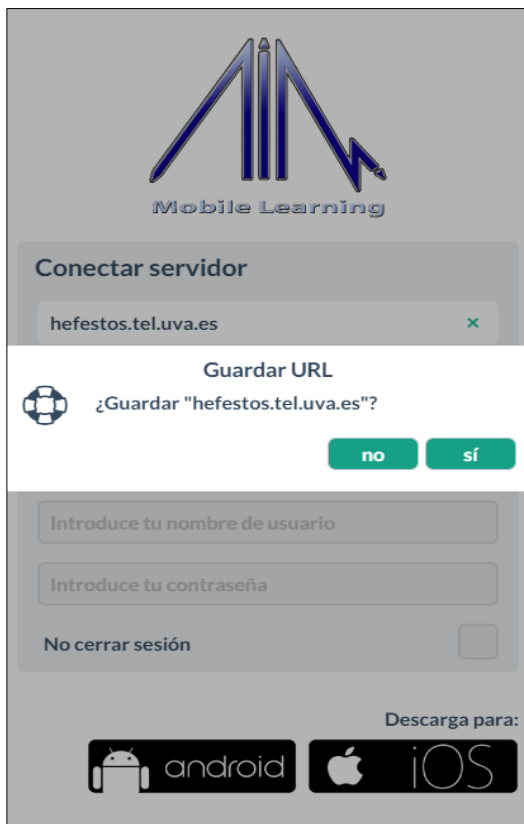 Mobile Learning
Conectar servidor
hefestos.tel.uva.es ×
Guardar URL
¿Guardar "hefestos.tel.uva.es"?
no sí
Introduce tu nombre de usuario
Introduce tu contraseña
No cerrar sesión
Descarga para:
android iOS